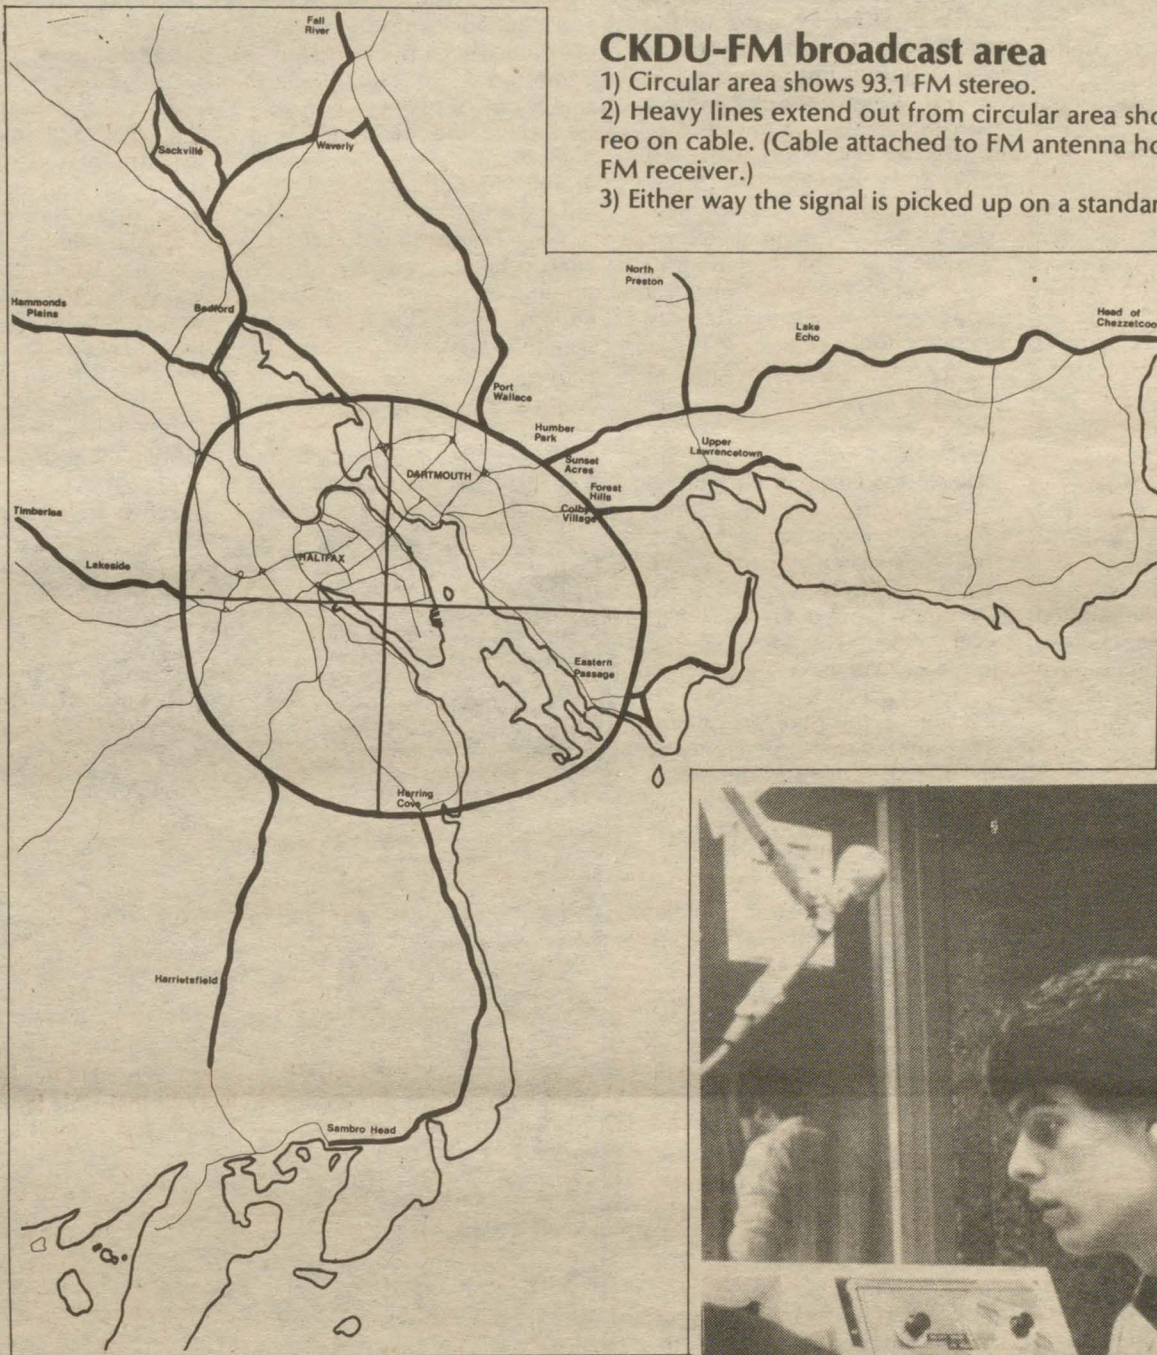 CKDU-FM broadcast area
1) Circular area shows 93.1 FM stereo.
2) Heavy lines extend out from circular area sho
reo on cable. (Cable attached to FM antenna ho
FM receiver.)
3) Either way the signal is picked up on a standar
Fall
River
Sackville
Waverly
North
Preston
Hammonds
Plains
Bedford
Lake
Echo
Head of
Chezzetcoo
Port
Wallace
Humber
Park
Upper
Lawrencetown
Sunset
Acres
DARTMOUTH
Forest
Hills
Colby
Village
Timberlea
HALIFAX
Lakeside
Eastern
Passage
Herring
Cove
Harrietsfield
Sambro Head